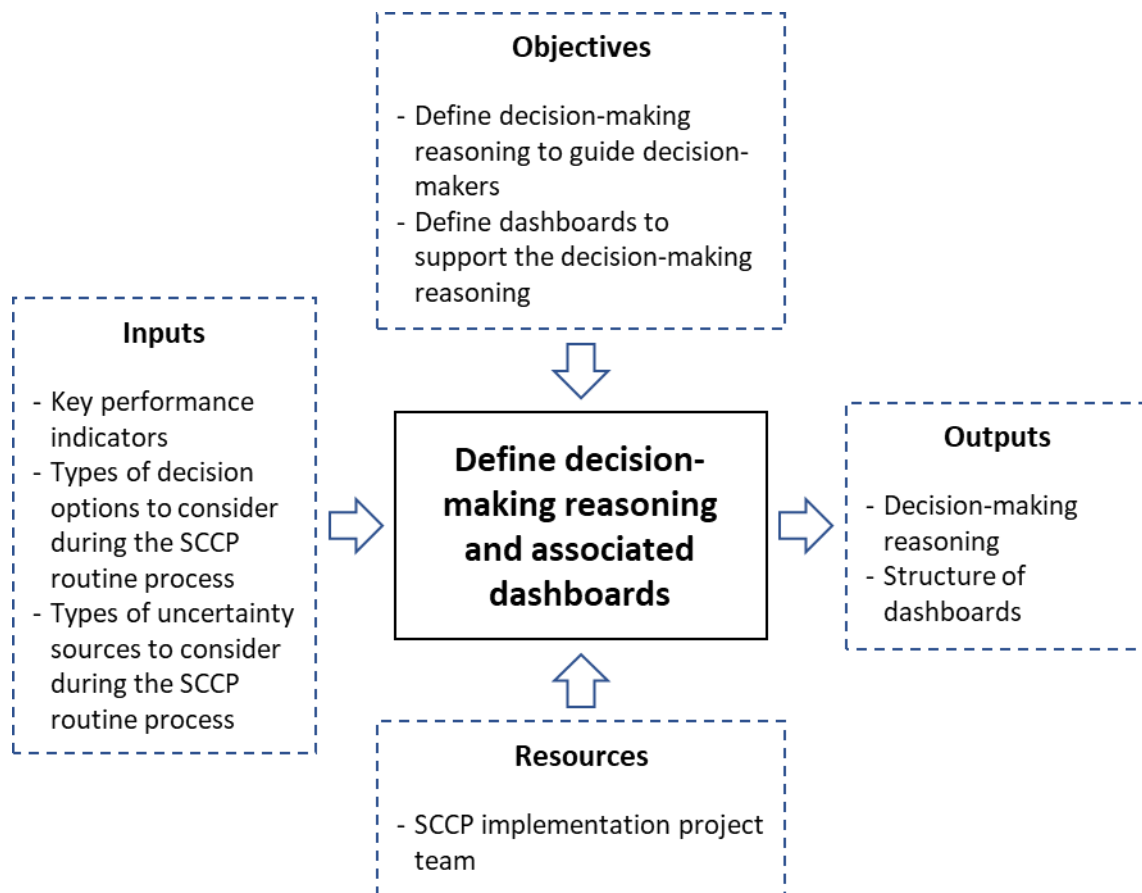 Objectives
- Define decision-making
reasoning to guide decision-
makers
- Define dashboards to
support the decision-making
reasoning
Inputs
- Key performance
indicators
- Types of decision
options to consider
during the SCCP
routine process
- Types of uncertainty
sources to consider
during the SCCP
routine process
Define decision-
making reasoning
and associated
dashboards
Outputs
- Decision-making
reasoning
- Structure of
dashboards
Resources
- SCCP implementation project
team